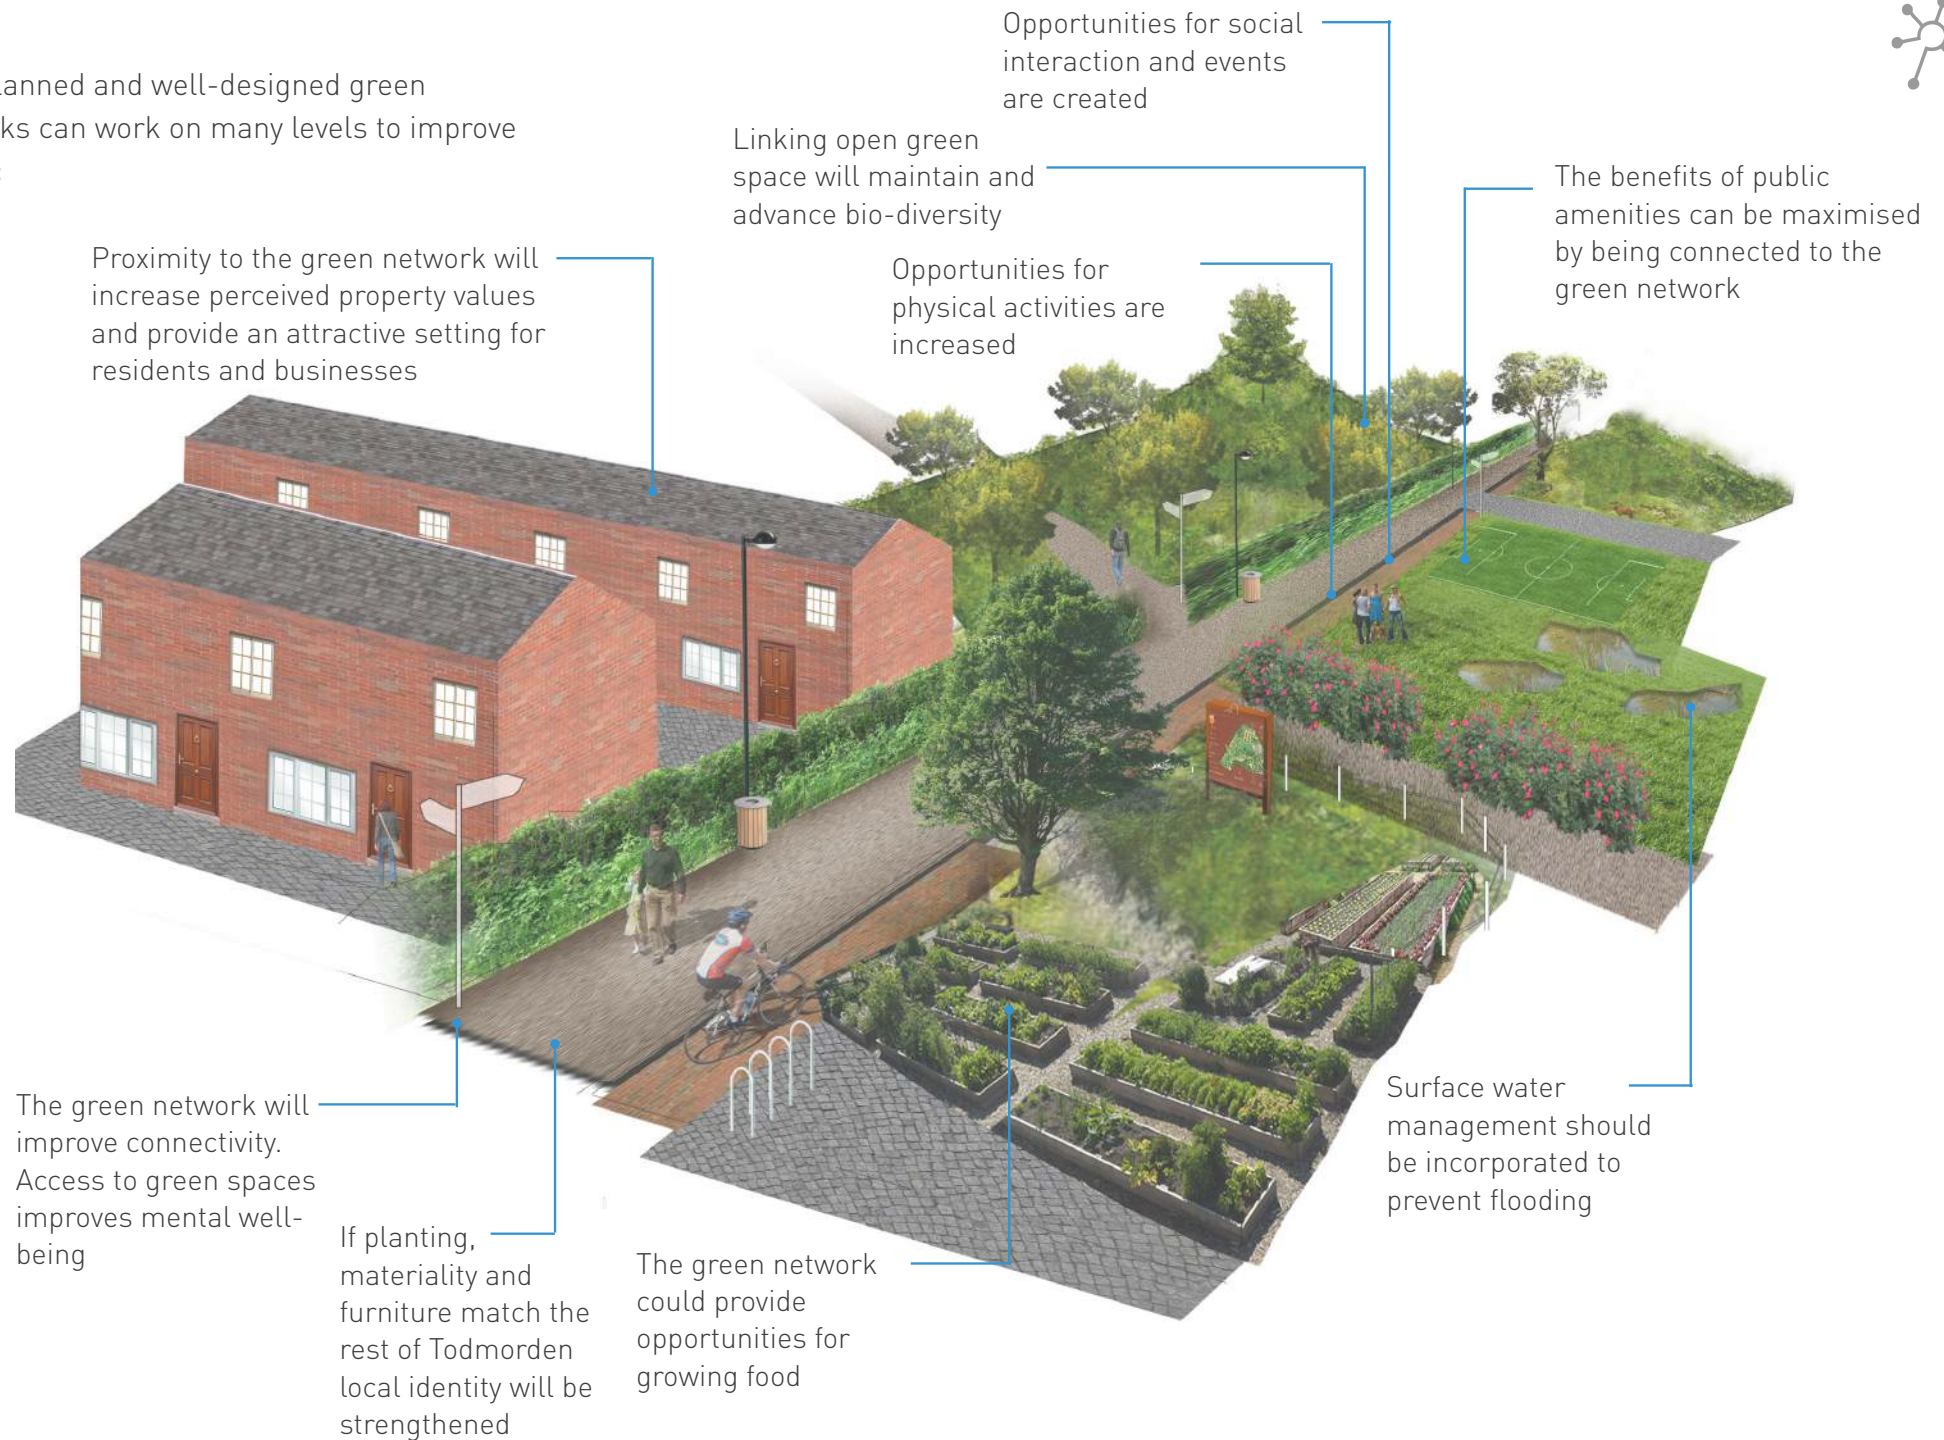 lanned and well-designed green
ks can work on many levels to improve
:
Opportunities for social
interaction and events
are created
Linking open green
space will maintain and
advance bio-diversity
The benefits of public
amenities can be maximised
by being connected to the
green network
Proximity to the green network will
increase perceived property values
and provide an attractive setting for
residents and businesses
Opportunities for
physical activities are
increased
The green network will
improve connectivity.
Access to green spaces
improves mental well-
being
If planting,
materiality and
furniture match the
rest of Todmorden
local identity will be
strengthened
The green network
could provide
opportunities for
growing food
Surface water
management should
be incorporated to
prevent flooding